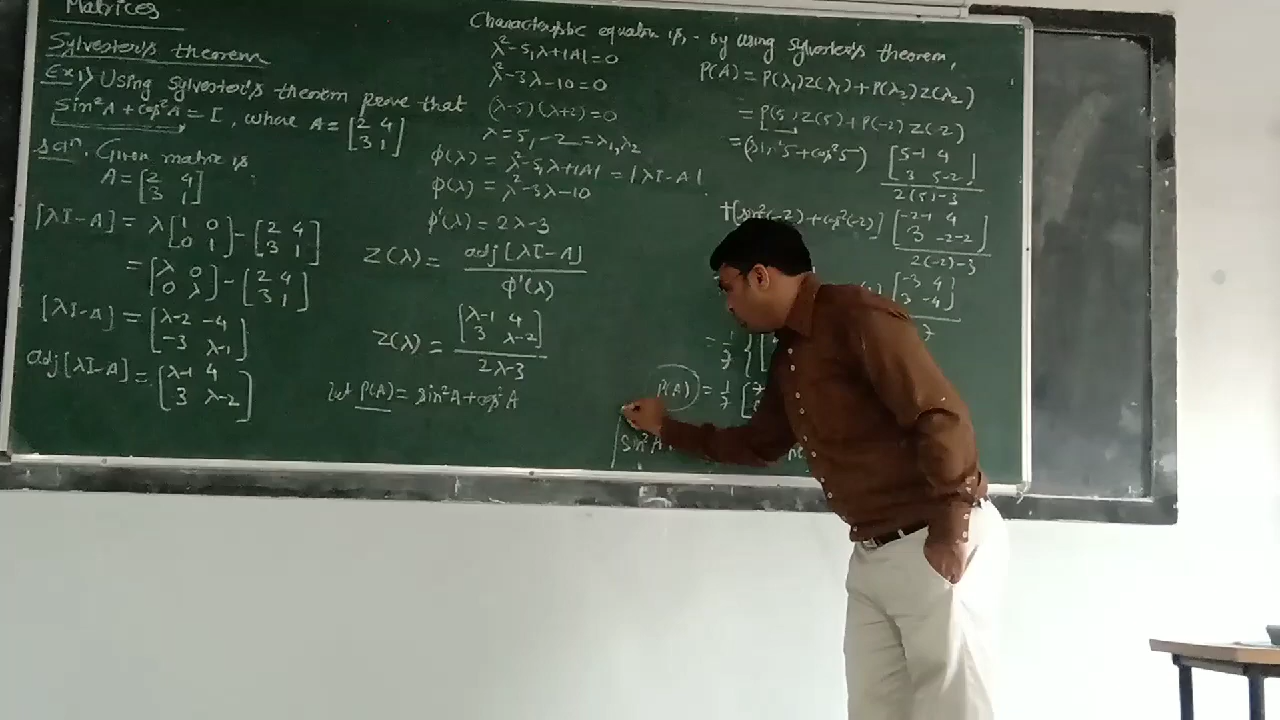 Matrices
Sylvester's theorem
Ex 1) Using Sylvester's theorem prove that
sin²A + cos²A = I, where A = [2 4
3 1]
Solⁿ: Given matrix is
A = [2 4
3 1]
[λI-A] = λ[1 0
0 1] - [2 4
3 1]
= [λ 0
0 λ] - [2 4
3 1]
[λI-A] = [λ-2 -4
-3 λ-1]
adj[λI-A] = [λ-1 4
3 λ-2]
Characteristic equation is,
λ²-S₁λ+|A|=0
λ²-3λ-10=0
(λ-5)(λ+2)=0
λ=5, -2 = λ₁,λ₂
φ(λ) = λ²-S₁λ+|A| = |λI-A|
φ(λ) = λ²-3λ-10
φ'(λ) = 2λ-3
Z(λ) = adj[λI-A]
φ'(λ)
Z(λ) = [λ-1 4
3 λ-2]
2λ-3
Let P(A) = sin²A+cos²A
- by using sylvester's theorem,
P(A) = P(λ₁)Z(λ₁)+P(λ₂)Z(λ₂)
= P(5)Z(5)+P(-2)Z(-2)
= (sin²5+cos²5) [5-1 4
3 5-2]
2(5)-3
+[sin²(-2)+cos²(-2)] [-2-1 4
3 -2-2]
2(-2)-3
[-3 4
3 -4]
7
= 1/7 {[
P(A) = 1/7 [7
sin²A